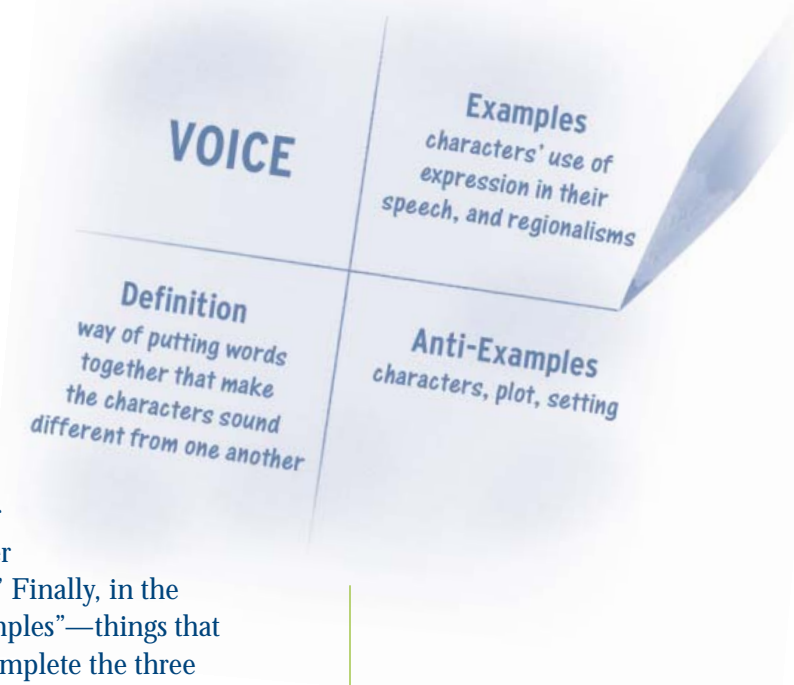 VOICE
Examples
characters' use of
expression in their
speech, and regionalisms
Definition
way of putting words
together that make
the characters sound
different from one another
Anti-Examples
characters, plot, setting
Finally, in the
—things that
the three